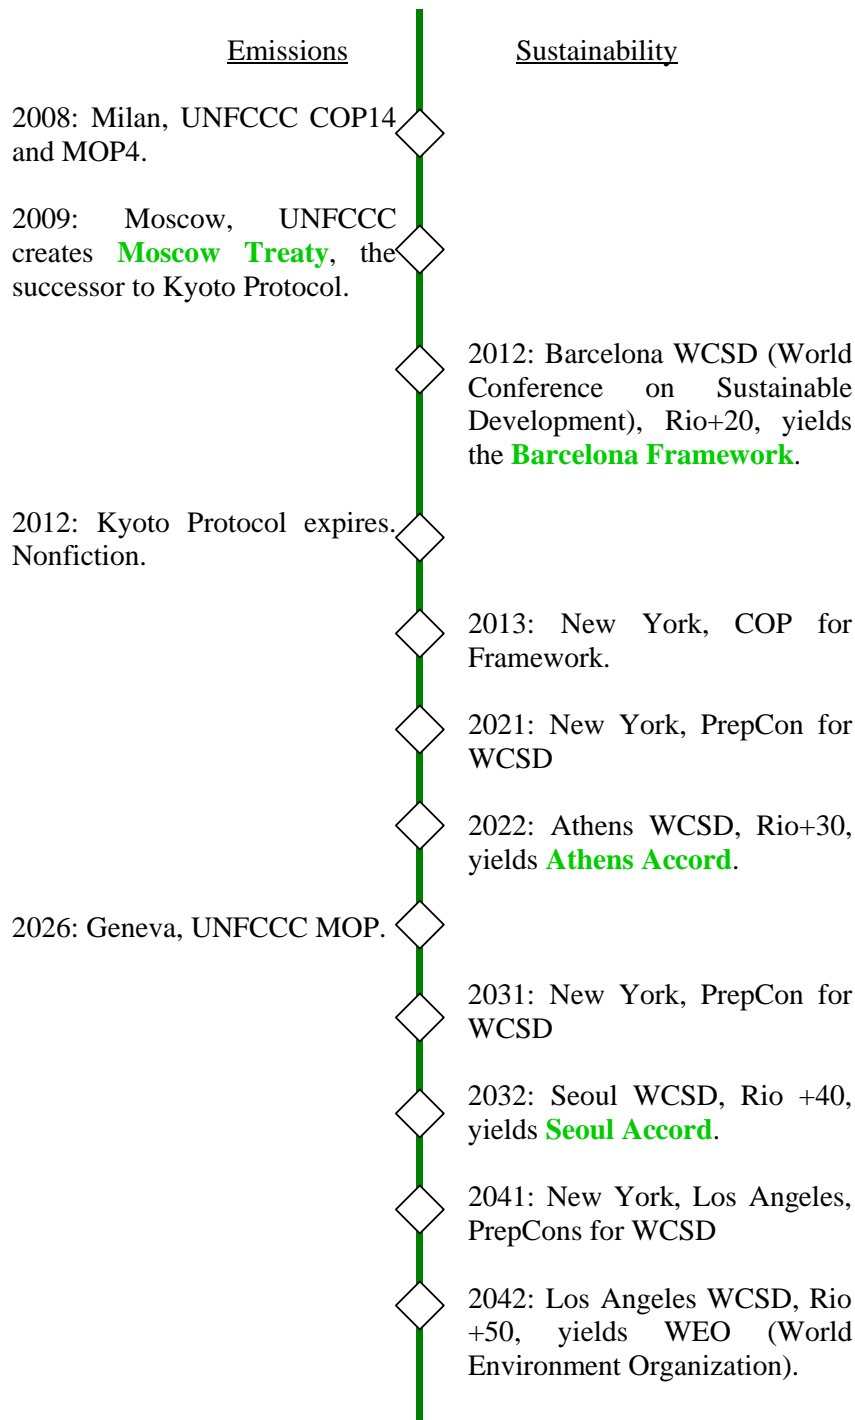 Emissions
Sustainability
2008: Milan, UNFCCC COP14
and MOP4.
2009: Moscow, UNFCCC
creates Moscow Treaty, the
successor to Kyoto Protocol.
2012: Barcelona WCSD (World
Conference on Sustainable
Development), Rio+20, yields
the Barcelona Framework.
2012: Kyoto Protocol expires.
Nonfiction.
2013: New York, COP for
Framework.
2021: New York, PrepCon for
WCSD
2022: Athens WCSD, Rio+30,
yields Athens Accord.
2026: Geneva, UNFCCC MOP.
2031: New York, PrepCon for
WCSD
2032: Seoul WCSD, Rio +40,
yields Seoul Accord.
2041: New York, Los Angeles,
PrepCons for WCSD
2042: Los Angeles WCSD, Rio
+50, yields WEO (World
Environment Organization).